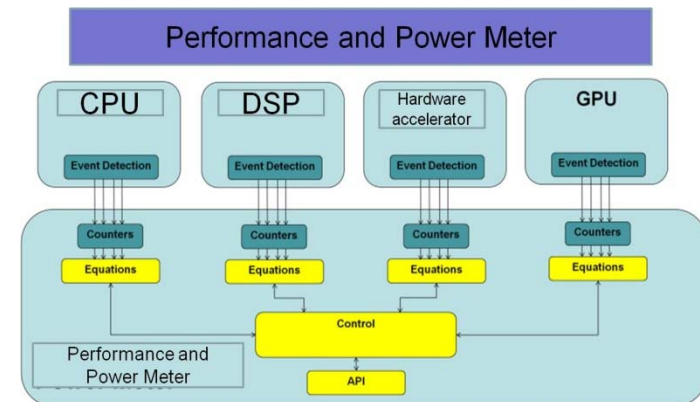 Performance and Power Meter
CPU
DSP
Hardware
accelerator
GPU
Event Detection
Event Detection
Event Detection
Event Detection
Counters
Counters
Counters
Counters
Equations
Equations
Equations
Equations
Control
Performance and
Power Meter
API